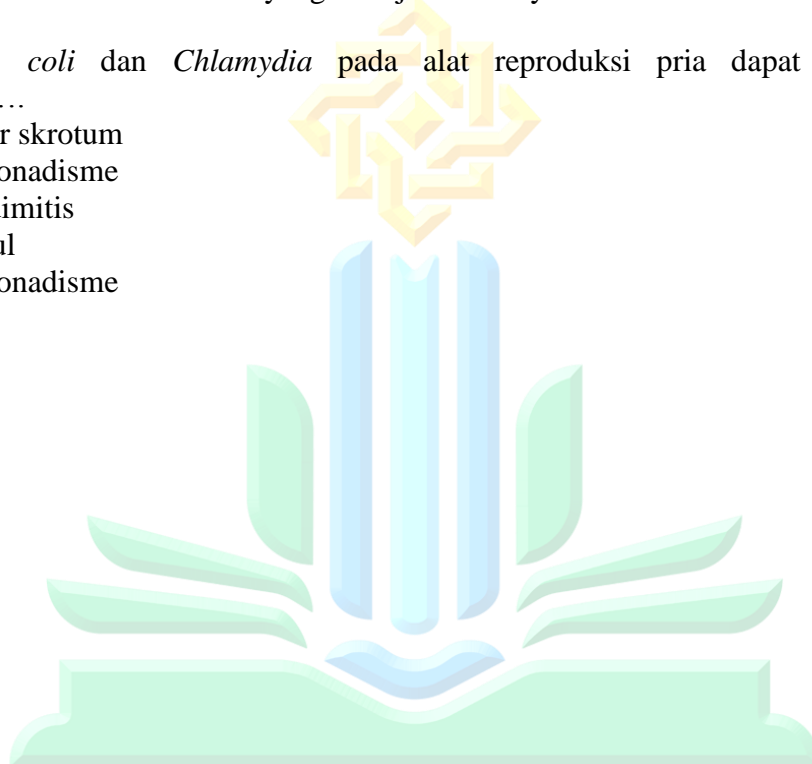 coli dan Chlamydia pada alat reproduksi pria dapat
….
r skrotum
onadisme
imitis
ul
onadisme